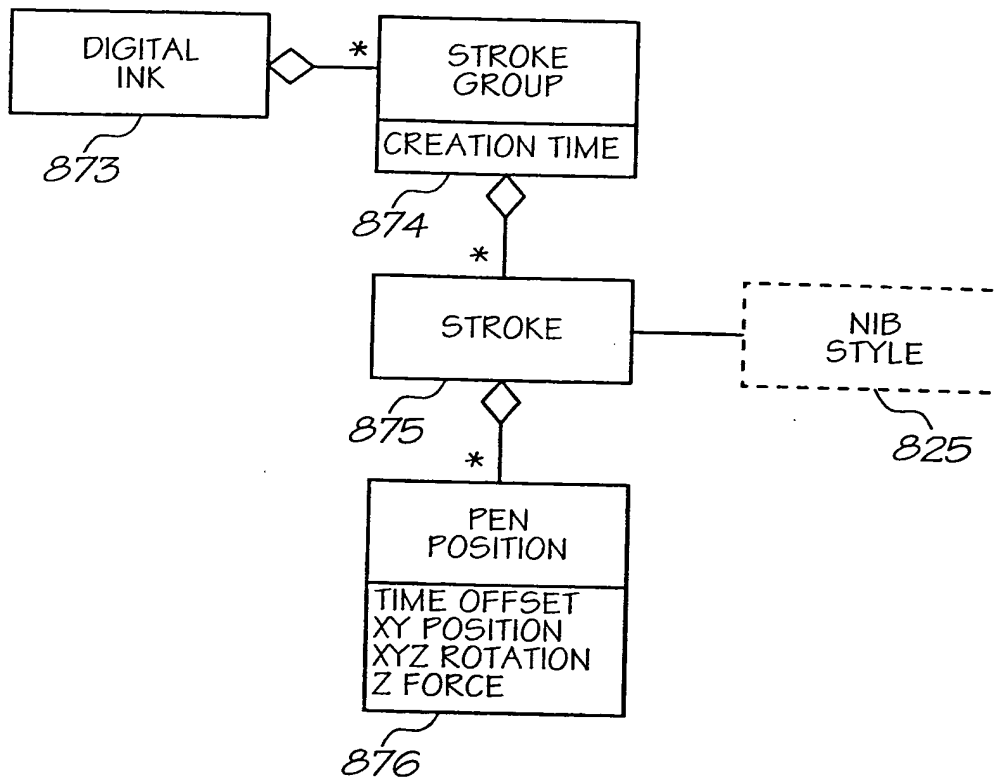 DIGITAL
INK
873
*
STROKE
GROUP
CREATION TIME
874
*
STROKE
875
NIB
STYLE
825
*
PEN
POSITION
TIME OFFSET
XY POSITION
XYZ ROTATION
Z FORCE
876